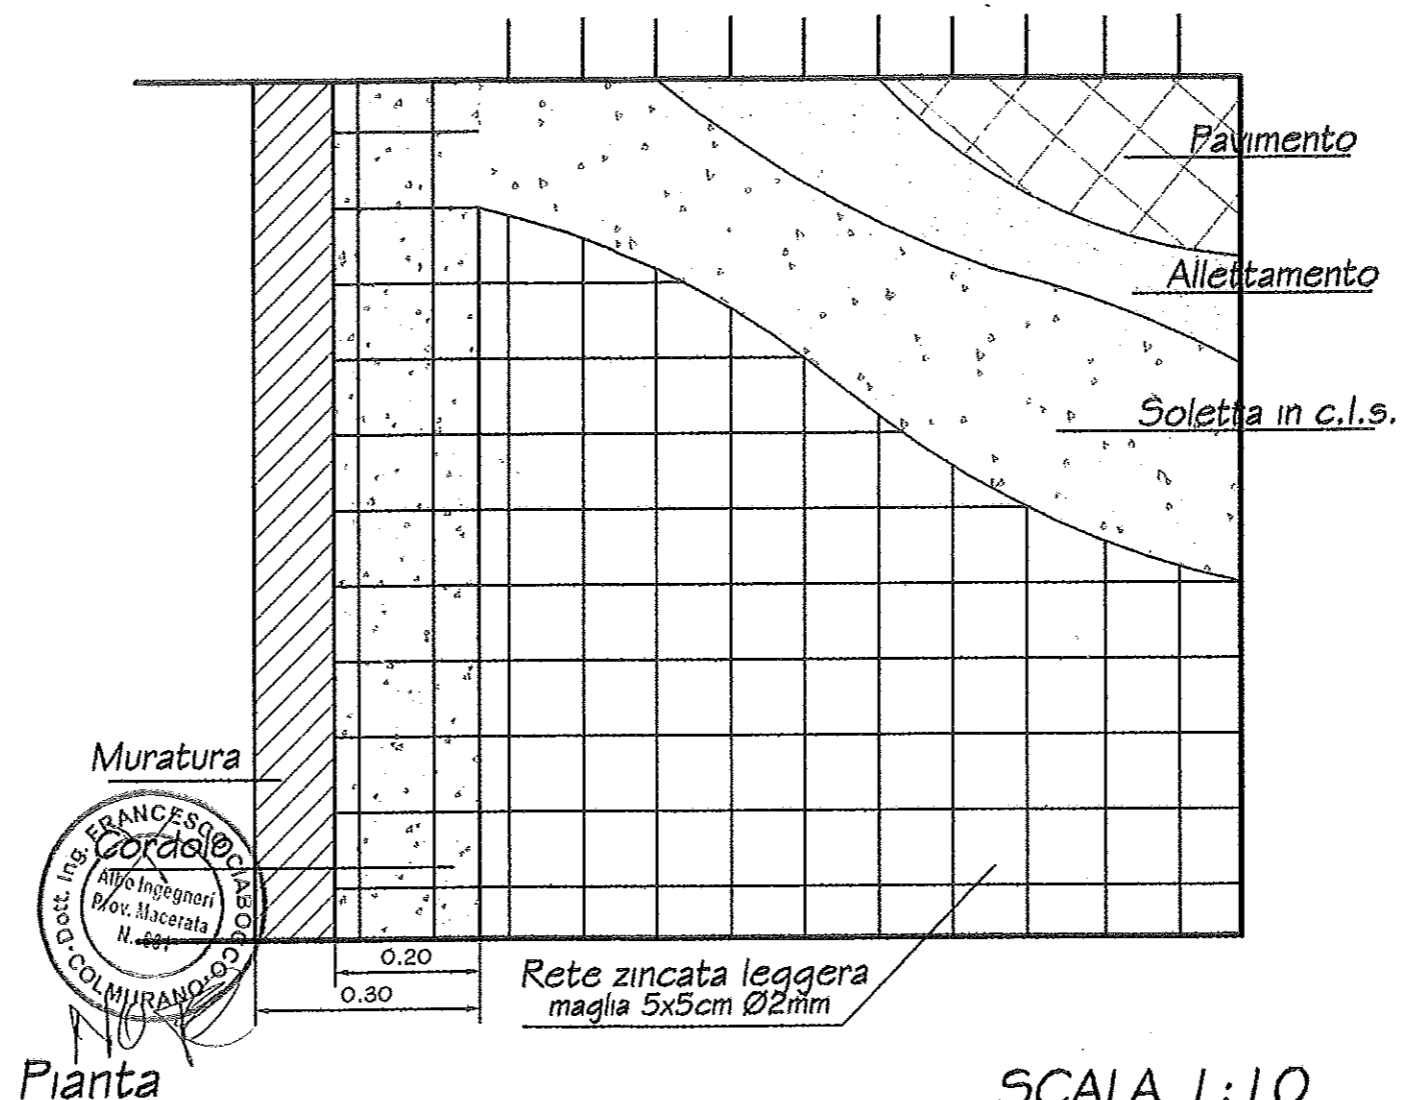 Pavimento
Allettamento
Soletta in c.l.s.
Muratura
Cordolo
Dott. Ing. FRANCESCO
COLMURANO
Albo Ingegneri
Prov. Macerata
N.
0.20
0.30
Rete zincata leggera
maglia 5x5cm Ø2mm
Pianta
SCALA 1:10